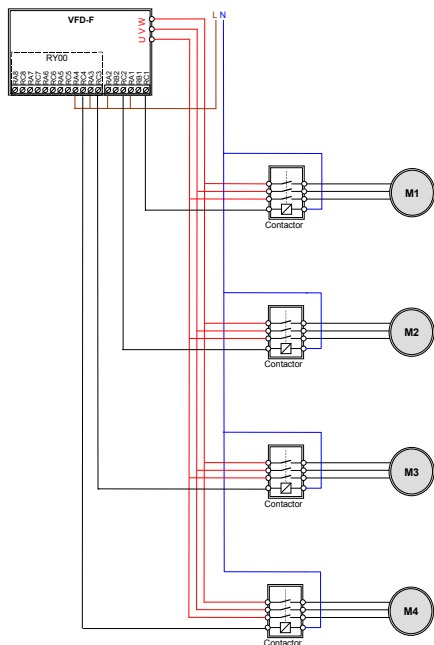 VFD-F
U V W
L N
RY00
RA8 RC8 RA7 RC7 RA6 RC6 RA5 RC5 RA4 RC4 RA3 RC3 RA2 RB2 RC2 RA1 RB1 RC1
M1
Contactor
M2
Contactor
M3
Contactor
M4
Contactor